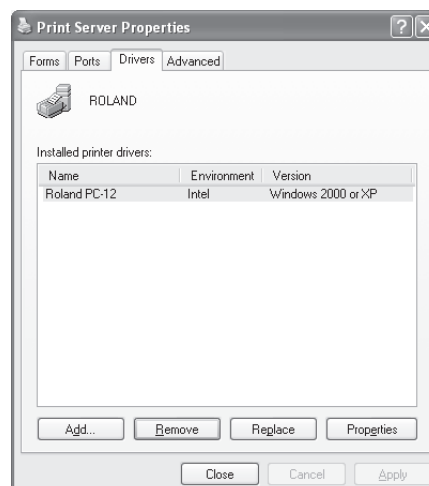 Print Server Properties
Forms Ports Drivers Advanced
ROLAND
Installed printer drivers:
Name Environment Version
Roland PC-12 Intel Windows 2000 or XP
Add... Remove Replace Properties
Close Cancel Apply